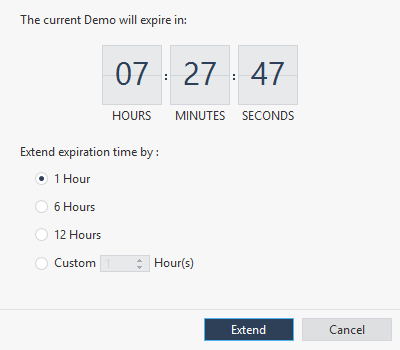 The current Demo will expire in:
07 : 27 : 47
HOURS MINUTES SECONDS
Extend expiration time by :
1 Hour
6 Hours
12 Hours
Custom 1 Hour(s)
Extend Cancel